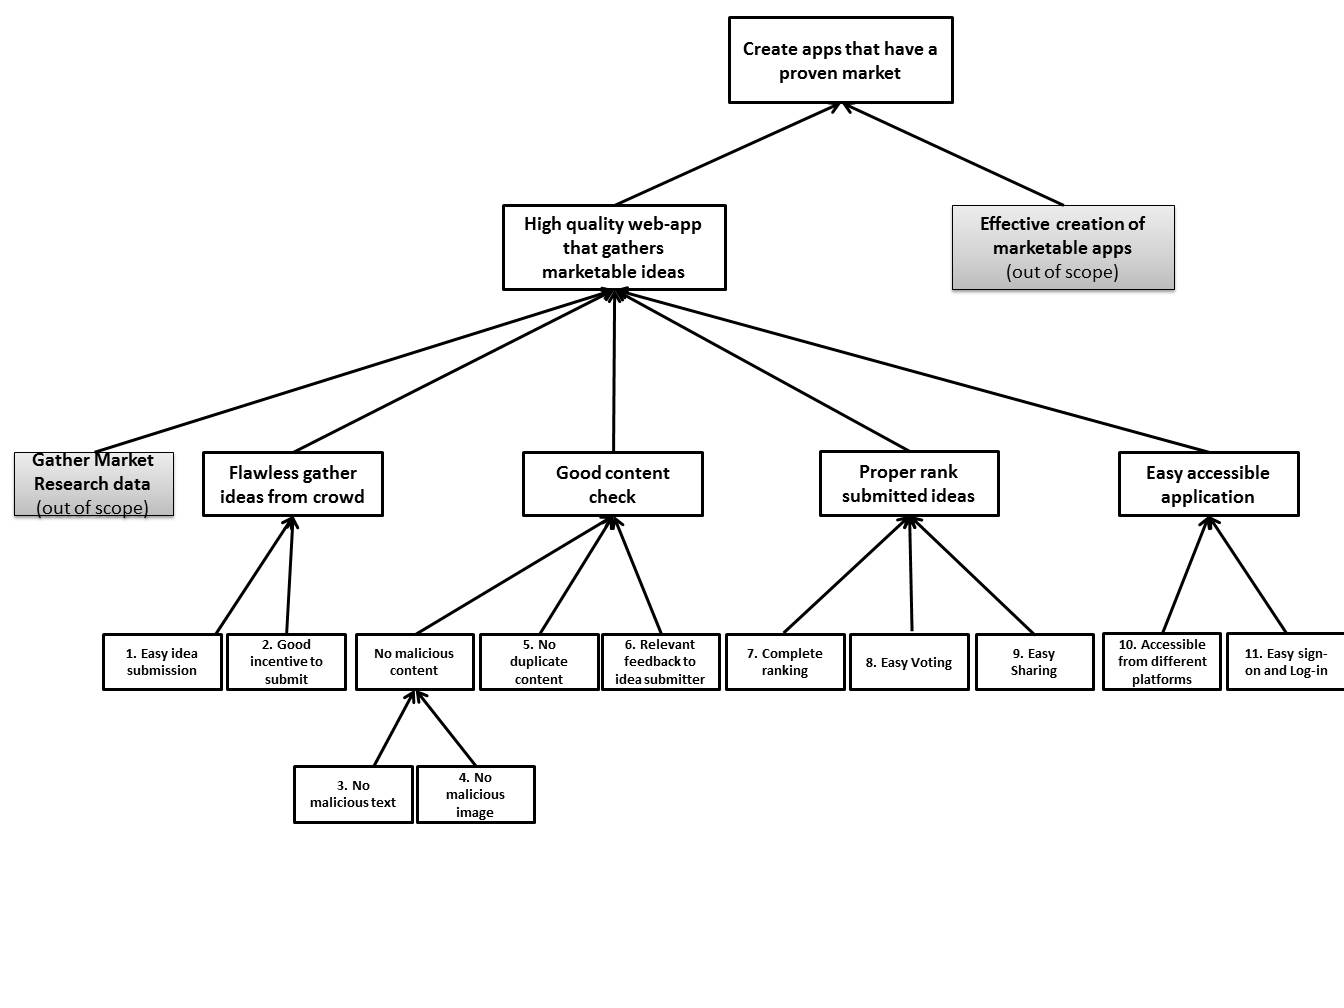 Create apps that have a
proven market
High quality web-app
that gathers
marketable ideas
Effective creation of
marketable apps
(out of scope)
Gather Market
Research data
(out of scope)
Flawless gather
ideas from crowd
Good content
check
Proper rank
submitted ideas
Easy accessible
application
1. Easy idea
submission
2. Good
incentive to
submit
No malicious
content
5. No
duplicate
content
6. Relevant
feedback to
idea submitter
7. Complete
ranking
8. Easy Voting
9. Easy
Sharing
10. Accessible
from different
platforms
11. Easy sign-
on and Log-in
3. No
malicious text
4. No
malicious
image